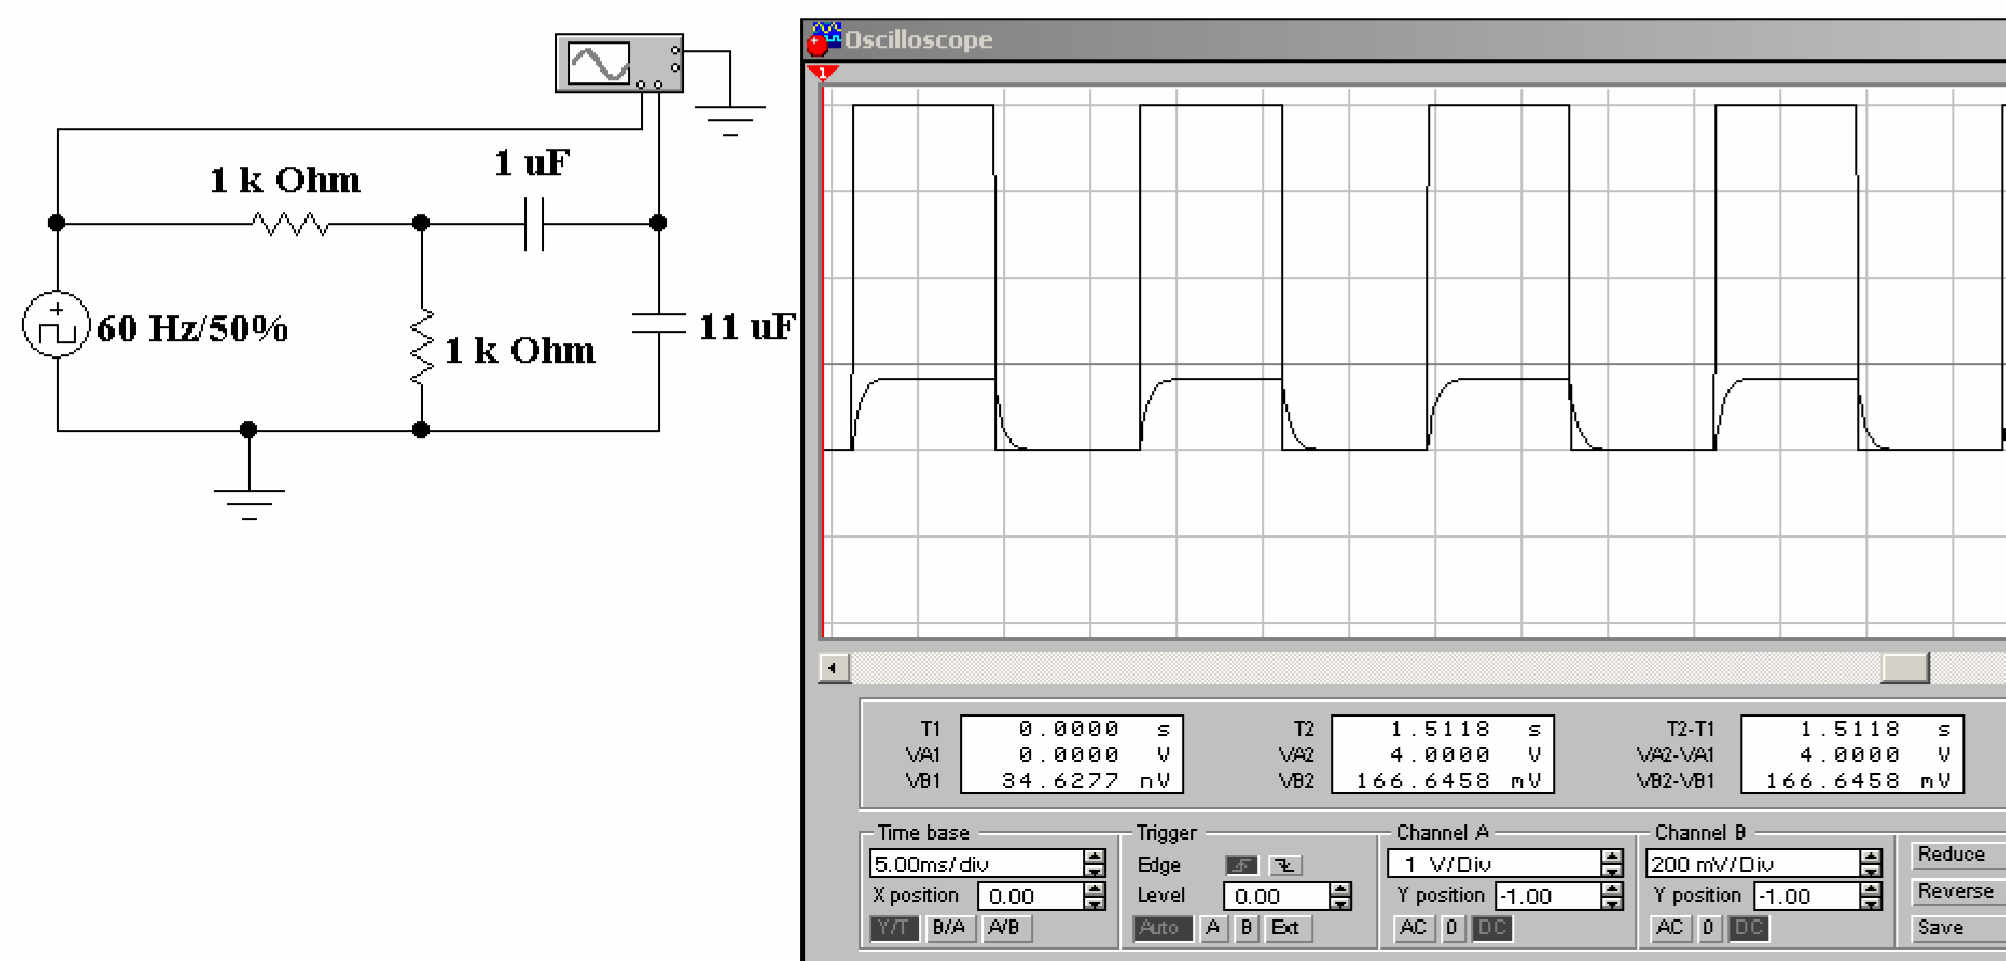 1 k Ohm
1 uF
60 Hz/50%
1 k Ohm
11 uF
Oscilloscope
1
T1 0.0000 s T2 1.5118 s T2-T1 1.5118 s
VA1 0.0000 V VA2 4.0000 V VA2-VA1 4.0000 V
VB1 34.6277 nV VB2 166.6458 mV VB2-VB1 166.6458 mV
Time base Trigger Channel A Channel B
5.00ms/div Edge 1 V/Div 200 mV/Div Reduce
X position 0.00 Level 0.00 Y position -1.00 Y position -1.00 Reverse
Y/T B/A A/B Auto A B Ext AC 0 DC AC 0 DC Save